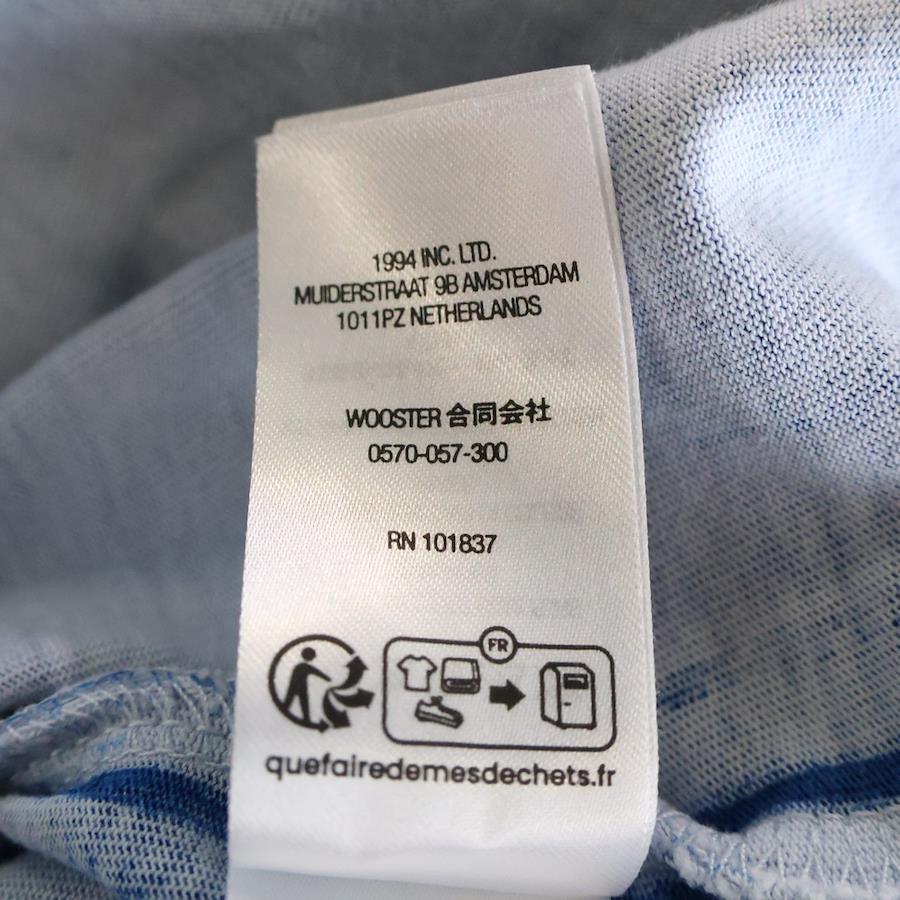 1994 INC. LTD.
MUIDERSTRAAT 9B AMSTERDAM
1011PZ NETHERLANDS
WOOSTER 合同会社
0570-057-300
RN 101837
FR
quefairedemesdechets.fr